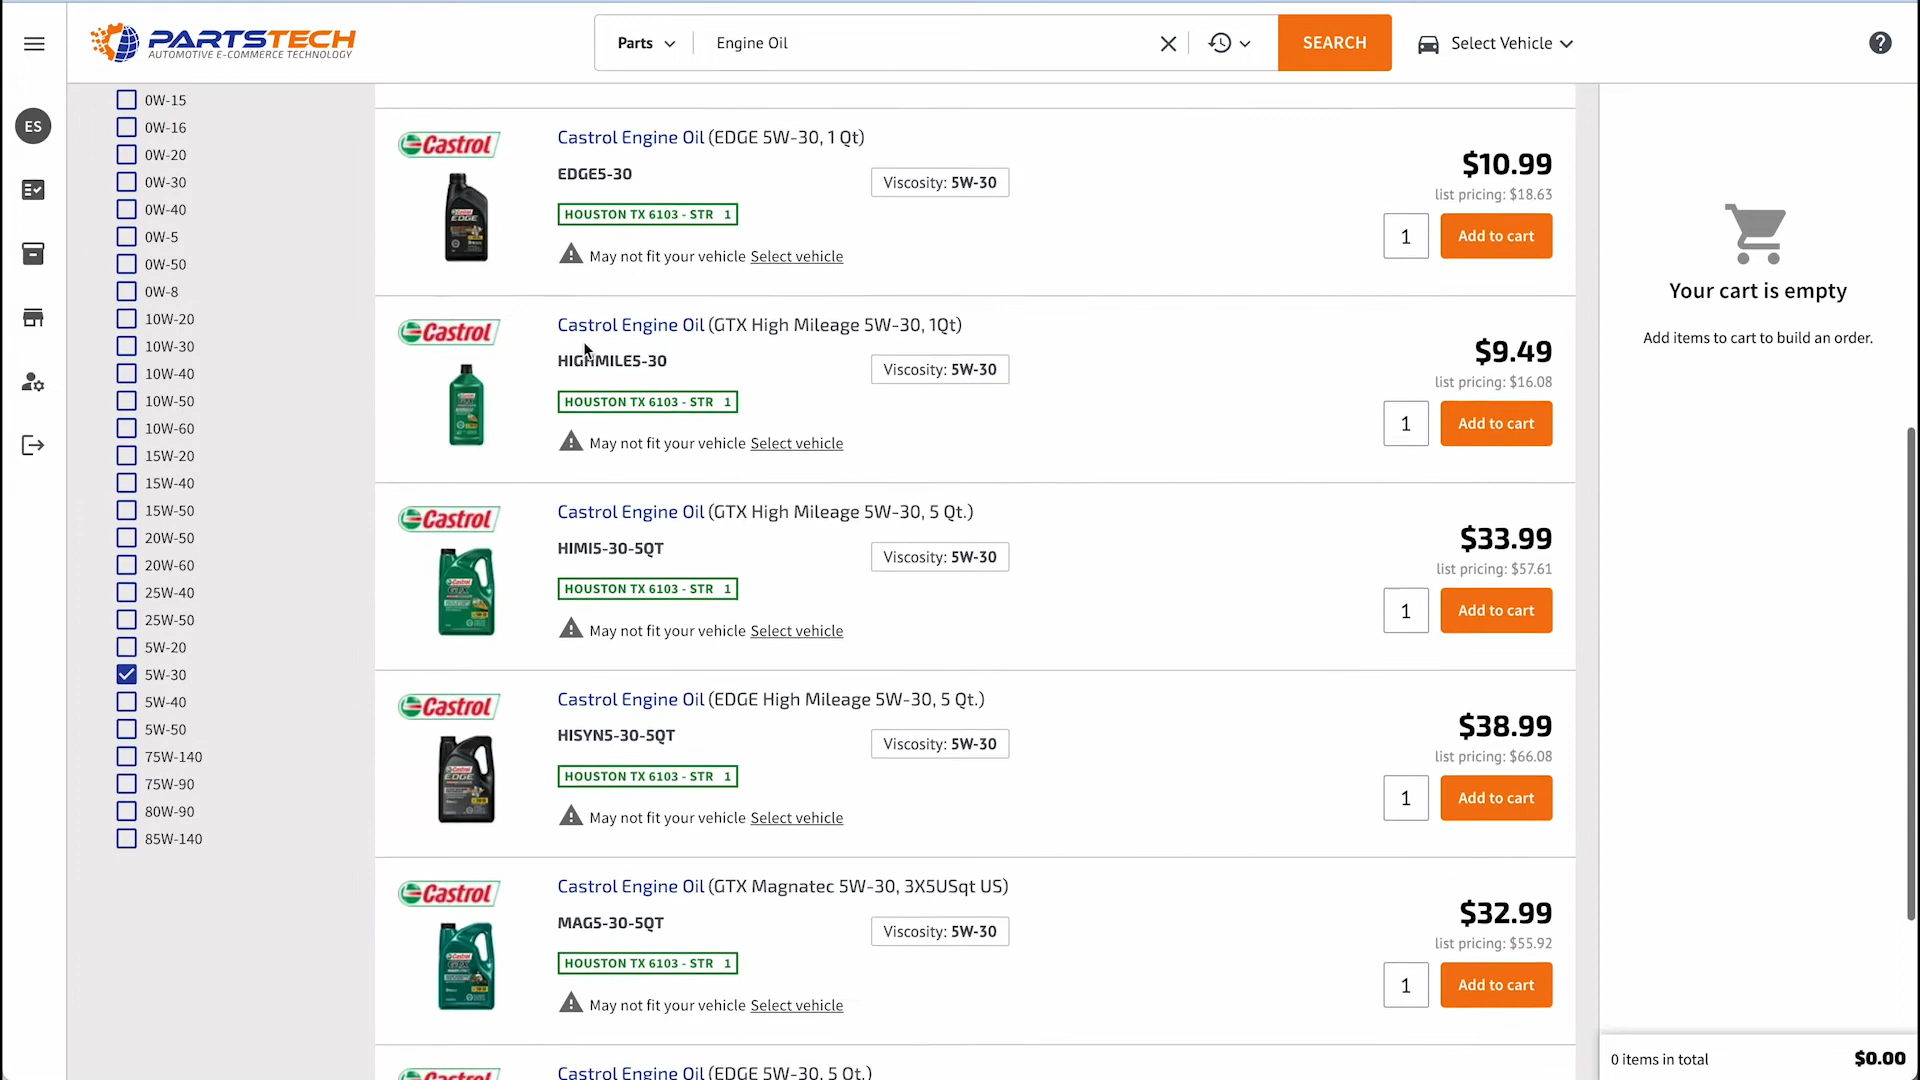 PARTSTECH
AUTOMOTIVE E-COMMERCE TECHNOLOGY
Parts
Engine Oil
SEARCH
Select Vehicle
?
ES
0W-15
0W-16
0W-20
0W-30
0W-40
0W-5
0W-50
0W-8
10W-20
10W-30
10W-40
10W-50
10W-60
15W-20
15W-40
15W-50
20W-50
20W-60
25W-40
25W-50
5W-20
5W-30
5W-40
5W-50
75W-140
75W-90
80W-90
85W-140
Castrol
Castrol Engine Oil (EDGE 5W-30, 1 Qt)
EDGE5-30
Viscosity: 5W-30
HOUSTON TX 6103 - STR 1
May not fit your vehicle Select vehicle
$10.99
list pricing: $18.63
1
Add to cart
Castrol
Castrol Engine Oil (GTX High Mileage 5W-30, 1Qt)
HIGHMILE5-30
Viscosity: 5W-30
HOUSTON TX 6103 - STR 1
May not fit your vehicle Select vehicle
$9.49
list pricing: $16.08
1
Add to cart
Castrol
Castrol Engine Oil (GTX High Mileage 5W-30, 5 Qt.)
HIMI5-30-5QT
Viscosity: 5W-30
HOUSTON TX 6103 - STR 1
May not fit your vehicle Select vehicle
$33.99
list pricing: $57.61
1
Add to cart
Castrol
Castrol Engine Oil (EDGE High Mileage 5W-30, 5 Qt.)
HISYN5-30-5QT
Viscosity: 5W-30
HOUSTON TX 6103 - STR 1
May not fit your vehicle Select vehicle
$38.99
list pricing: $66.08
1
Add to cart
Castrol
Castrol Engine Oil (GTX Magnatec 5W-30, 3X5USqt US)
MAG5-30-5QT
Viscosity: 5W-30
HOUSTON TX 6103 - STR 1
May not fit your vehicle Select vehicle
$32.99
list pricing: $55.92
1
Add to cart
Castrol
Castrol Engine Oil (EDGE 5W-30, 5 Qt.)
Your cart is empty
Add items to cart to build an order.
0 items in total
$0.00